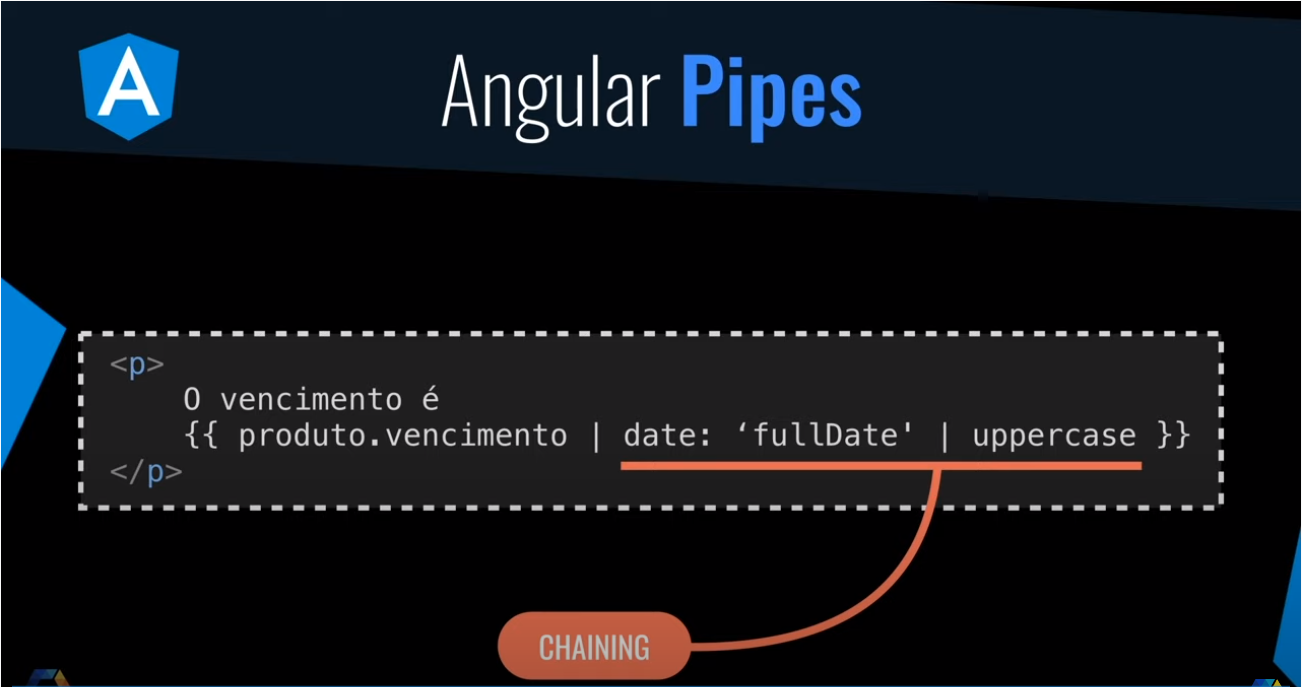 A
Angular Pipes
<p>
O vencimento é
{{ produto.vencimento | date: ‘fullDate' | uppercase }}
</p>
CHAINING